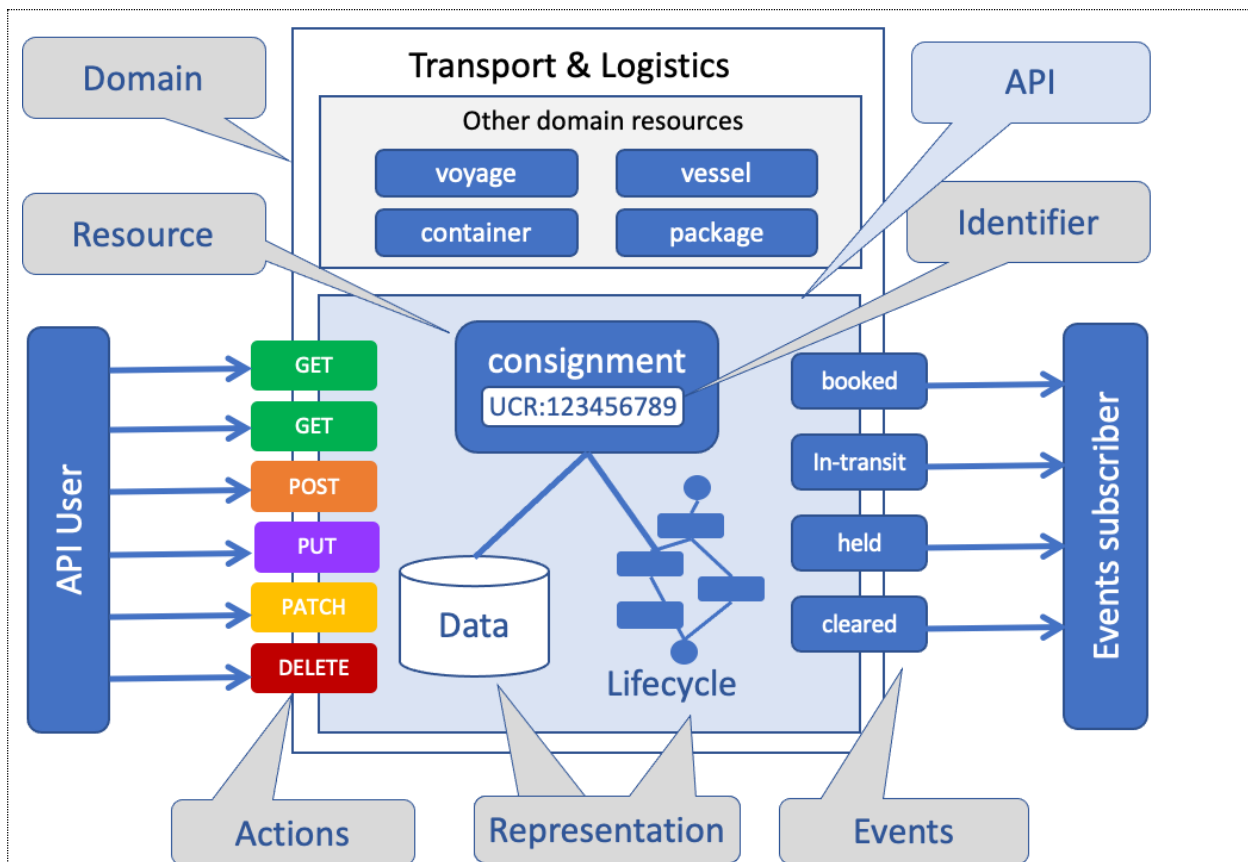 Domain
Transport & Logistics
API
Other domain resources
voyage
vessel
container
package
Resource
Identifier
consignment
UCR:123456789
API User
GET
GET
POST
PUT
PATCH
DELETE
Data
Lifecycle
booked
In-transit
held
cleared
Events subscriber
Actions
Representation
Events